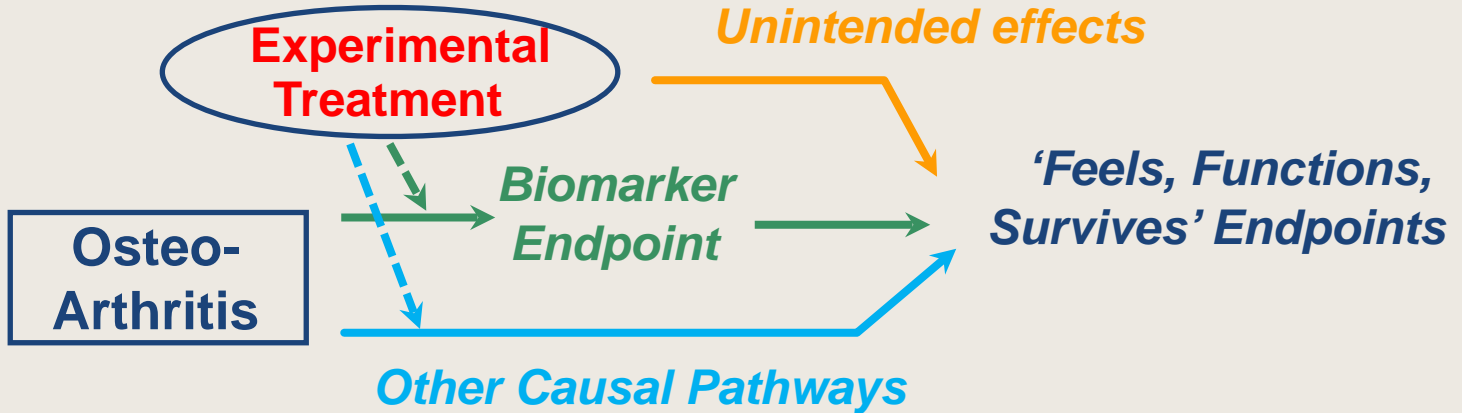 Experimental
Treatment
Unintended effects
Biomarker
Endpoint
‘Feels, Functions,
Survives’ Endpoints
Osteo-
Arthritis
Other Causal Pathways